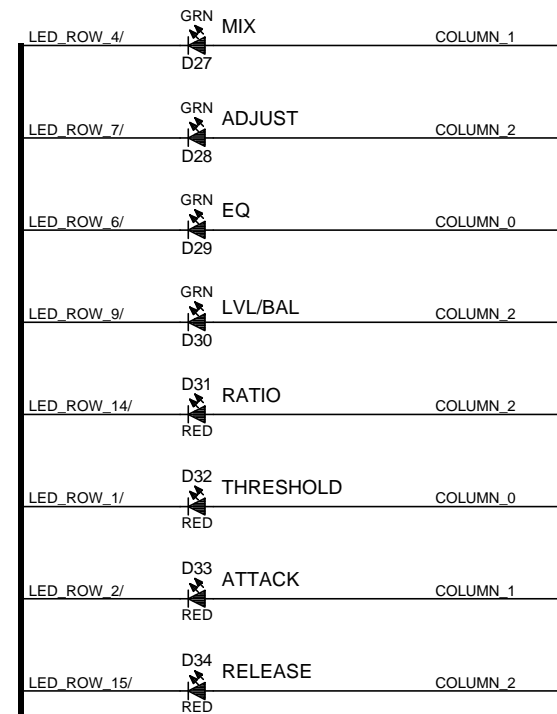 GRN
MIX
LED_ROW_4/
COLUMN_1
D27
GRN
ADJUST
LED_ROW_7/
COLUMN_2
D28
GRN
EQ
LED_ROW_6/
COLUMN_0
D29
GRN
LVL/BAL
LED_ROW_9/
COLUMN_2
D30
D31
RATIO
LED_ROW_14/
COLUMN_2
RED
D32
THRESHOLD
LED_ROW_1/
COLUMN_0
RED
D33
ATTACK
LED_ROW_2/
COLUMN_1
RED
D34
RELEASE
LED_ROW_15/
COLUMN_2
RED